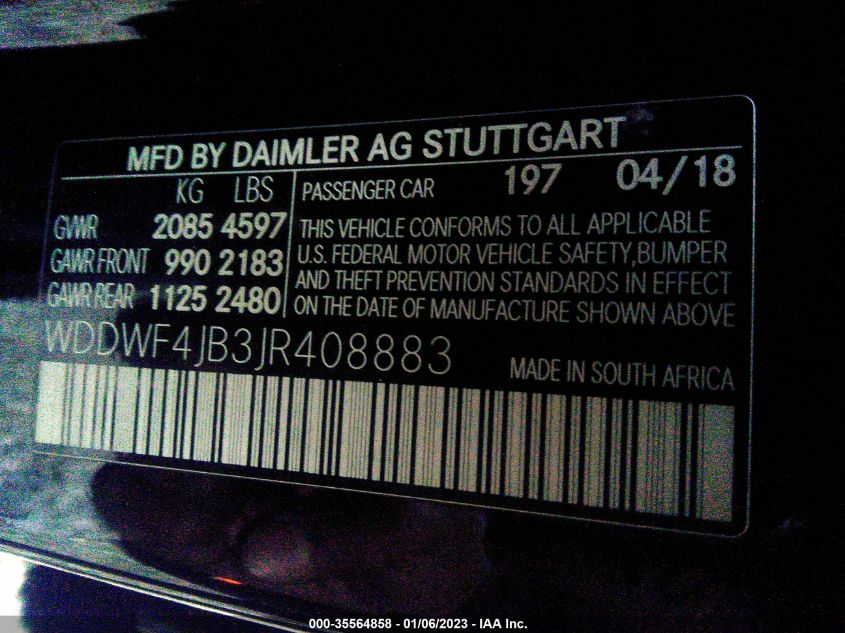 MFD BY DAIMLER AG STUTTGART
KG LBS
GVWR 2085 4597
GAWR FRONT 990 2183
GAWR REAR 1125 2480
PASSENGER CAR 197 04/18
THIS VEHICLE CONFORMS TO ALL APPLICABLE
U.S. FEDERAL MOTOR VEHICLE SAFETY, BUMPER
AND THEFT PREVENTION STANDARDS IN EFFECT
ON THE DATE OF MANUFACTURE SHOWN ABOVE
WDDWF4JB3JR408883
MADE IN SOUTH AFRICA
000-35564858 - 01/06/2023 - IAA Inc.